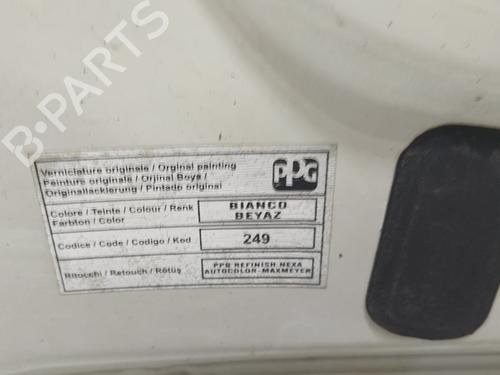 B-PARTS
Verniciature originale / Orginal painting
Peinture originale / Orjinal Boya /
Originallackierung / Pintado original
PPG
Colore / Teinte / Colour / Renk
Farbton / Color
BIANCO
BEYAZ
Codice / Code / Codigo / Kod
249
Ritocchi / Retouch / Rötuş
PPG REFINISH-NEXA
AUTOCOLOR-MAXMEYER